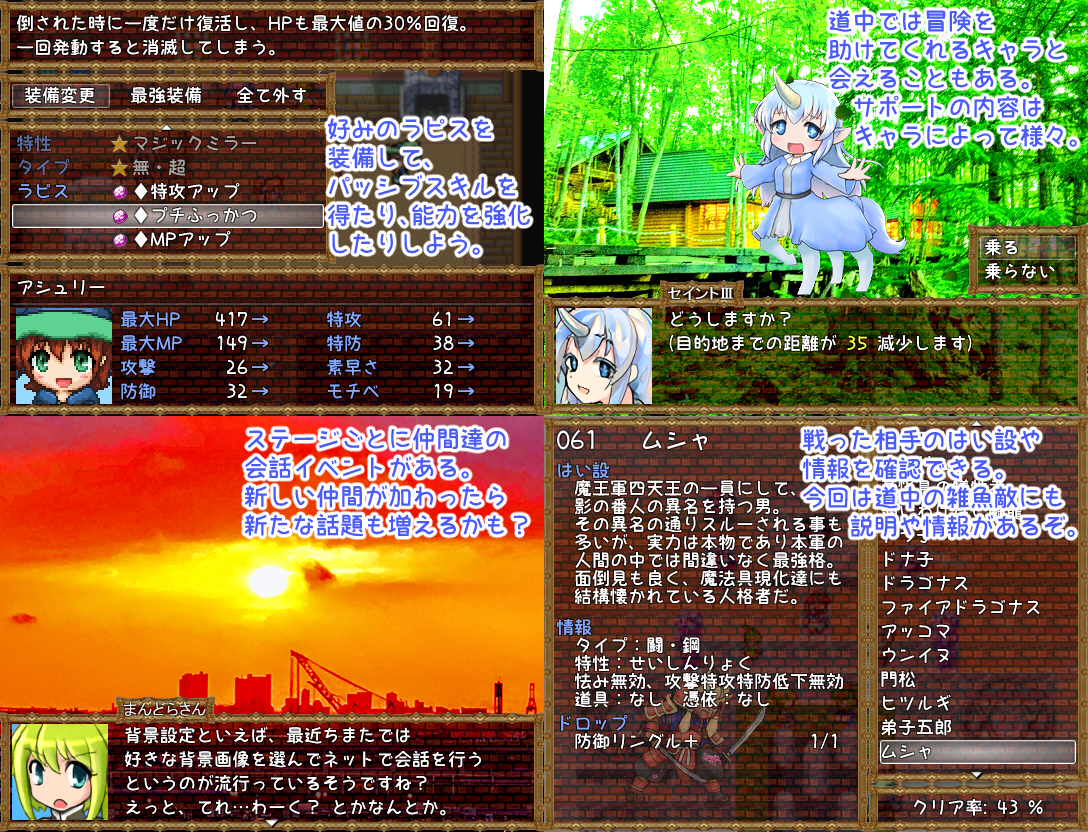 倒された時に一度だけ復活し、HPも最大値の30%回復。
一回発動すると消滅してしまう。
装備変更 最強装備 全て外す
特性 ★マジックミラー
タイプ ★無・超
ラピス ◆特攻アップ
◆プチふっかつ
◆MPアップ
好みのラピスを
装備して、
パッシブスキルを
得たり、能力を強化
したりしよう。
アシュリー
最大HP 417→ 特攻 61→
最大MP 149→ 特防 38→
攻撃 26→ 素早さ 32→
防御 32→ モチベ 19→
道中では冒険を
助けてくれるキャラと
会えることもある。
サポートの内容は
キャラによって様々。
乗る
乗らない
セイントⅢ
どうしますか？
(目的地までの距離が 35 減少します)
ステージごとに仲間達の
会話イベントがある。
新しい仲間が加わったら
新たな話題も増えるかも？
まんどらさん
背景設定といえば、最近ちまたでは
好きな背景画像を選んでネットで会話を行う
というのが流行っているそうですね？
えっと、てれ…わーく？とかなんとか。
061 ムシャ
はい設
魔王軍四天王の一員にして、
影の番人の異名を持つ男。
その異名の通りスルーされる事も
多いが、実力は本物であり本軍の
人間の中では間違いなく最強格。
面倒見も良く、魔法具現化達にも
結構懐かれている人格者だ。
情報
タイプ：闘・鋼
特性：せいしんりょく
怯み無効、攻撃特攻特防低下無効
道具：なし 憑依：なし
ドロップ
防御リングル＋ 1/1
戦った相手のはい設や
情報を確認できる。
今回は道中の雑魚敵にも
説明や情報があるぞ。
ドナ子
ドラゴナス
ファイアドラゴナス
アッコマ
ウンイヌ
門松
ヒツルギ
弟子五郎
ムシャ
クリア率: 43 %